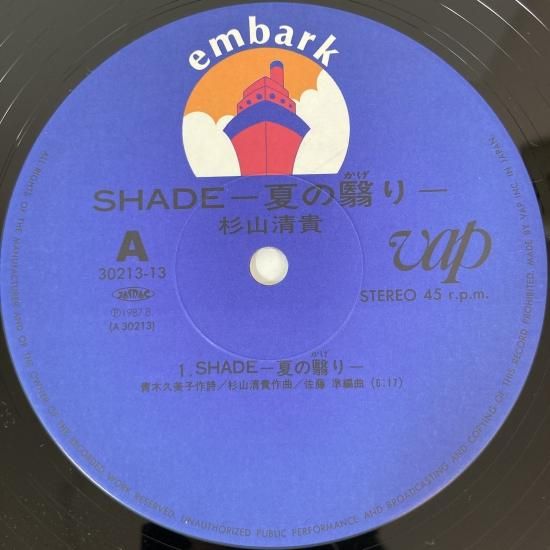 embark
かげ
SHADE―夏の翳り―
杉山清貴
A
30213-13
JASRAC
Ⓟ1987.8.
(A 30213)
vap
STEREO 45 r.p.m.
かげ
1. SHADE―夏の翳り―
青木久美子作詩/杉山清貴作曲/佐藤 準編曲 (6:17)
ALL RIGHTS OF THE MANUFACTURER AND OF THE OWNER OF THE RECORDED WORK RESERVED. UNAUTHORIZED PUBLIC PERFORMANCE AND BROADCASTING AND COPYING OF THIS RECORD PROHIBITED. MADE BY VAP INC. IN JAPAN.